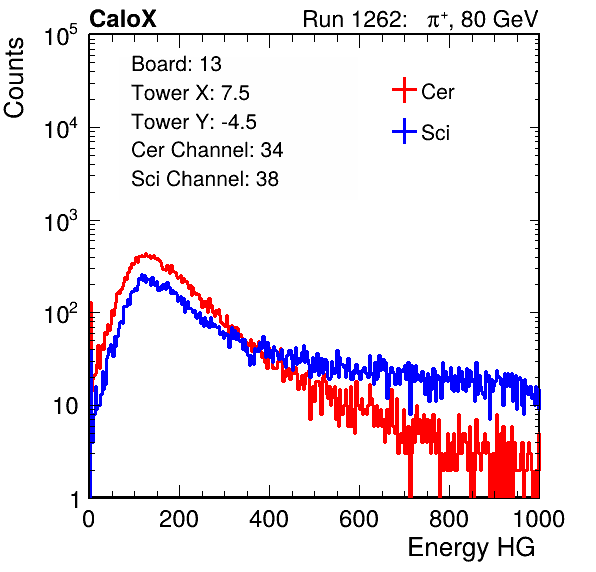 CaloX Run 1262: π⁺, 80 GeV
Counts
10⁵
10⁴
10³
10²
10
1
Board: 13
Tower X: 7.5
Tower Y: -4.5
Cer Channel: 34
Sci Channel: 38
Cer
Sci
0 200 400 600 800 1000
Energy HG